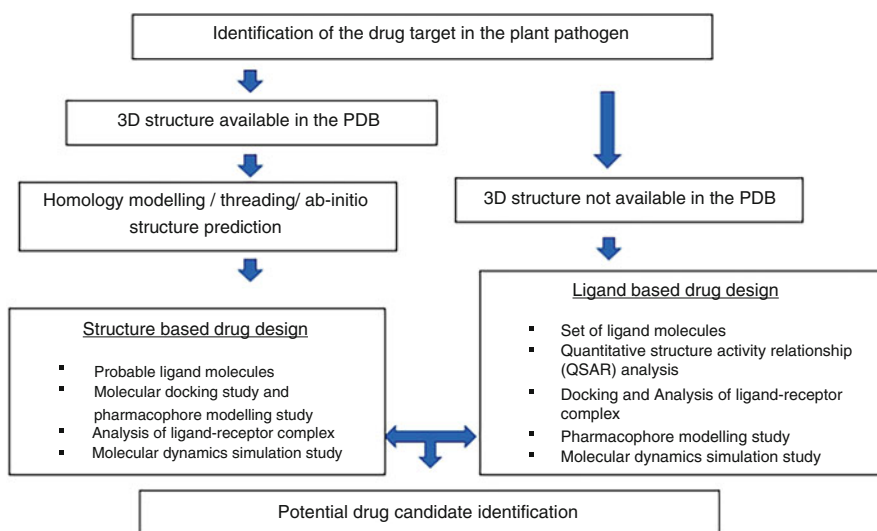 Identification of the drug target in the plant pathogen
3D structure available in the PDB
Homology modelling / threading/ ab-initio
structure prediction
3D structure not available in the PDB
Structure based drug design
▪ Probable ligand molecules
▪ Molecular docking study and
pharmacophore modelling study
▪ Analysis of ligand-receptor complex
▪ Molecular dynamics simulation study
Ligand based drug design
▪ Set of ligand molecules
▪ Quantitative structure activity relationship
(QSAR) analysis
▪ Docking and Analysis of ligand-receptor
complex
▪ Pharmacophore modelling study
▪ Molecular dynamics simulation study
Potential drug candidate identification